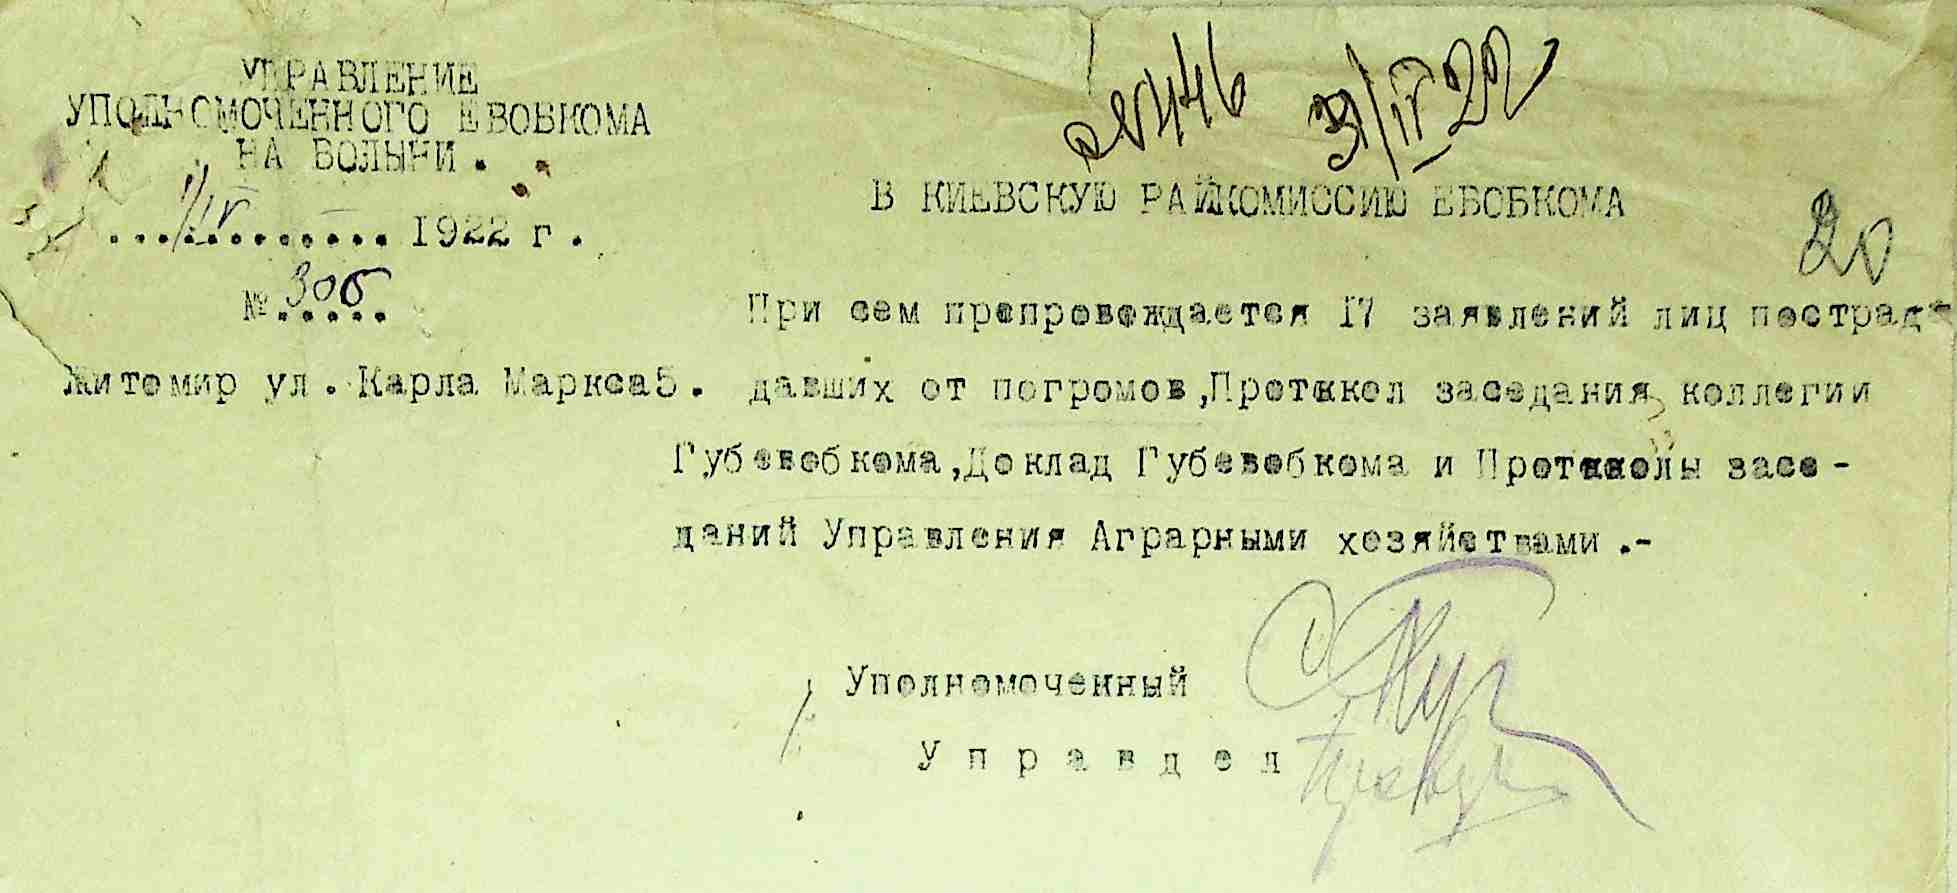 УПРАВЛЕНИЕ
УПОЛНОМОЧЕННОГО ЕВОБКОМА
НА ВОЛЫНИ.
1/IV 1922 г.
№ 306
Житомир ул. Карла Маркса 5.
№446
3/IV 22
В КИЕВСКУЮ РАЙКОМИССИЮ ЕВОБКОМА
20
При сем препровождается 17 заявлений лиц пострад-
давших от погромов, Протокол заседания коллегии
Губевобкома, Доклад Губевобкома и Протоколы засе-
даний Управления Аграрными хозяйствами.-
Уполномоченный
Управдел